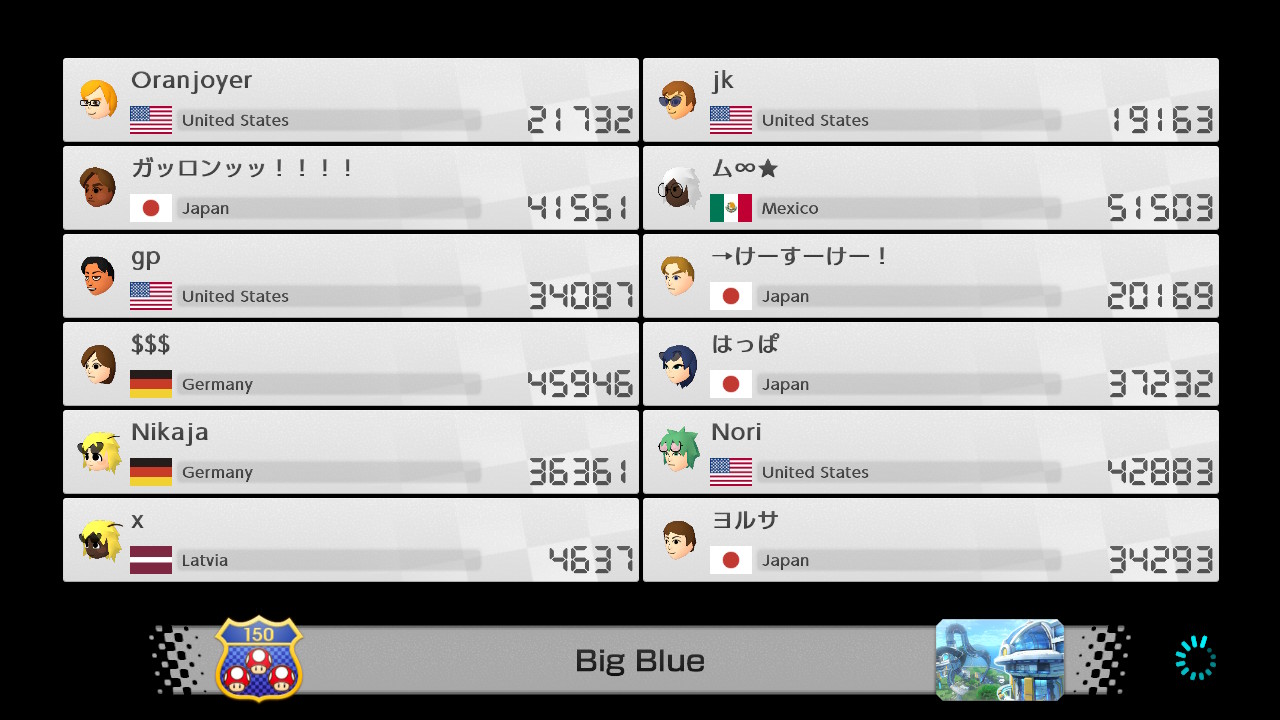 Oranjoyer
United States
21732
jk
United States
19163
ガッロンッッ！！！！
Japan
41551
ム∞★
Mexico
51503
gp
United States
34087
→けーすーけー！
Japan
20169
$$$
Germany
45946
はっぱ
Japan
37232
Nikaja
Germany
36361
Nori
United States
42883
x
Latvia
4637
ヨルサ
Japan
34293
150
Big Blue